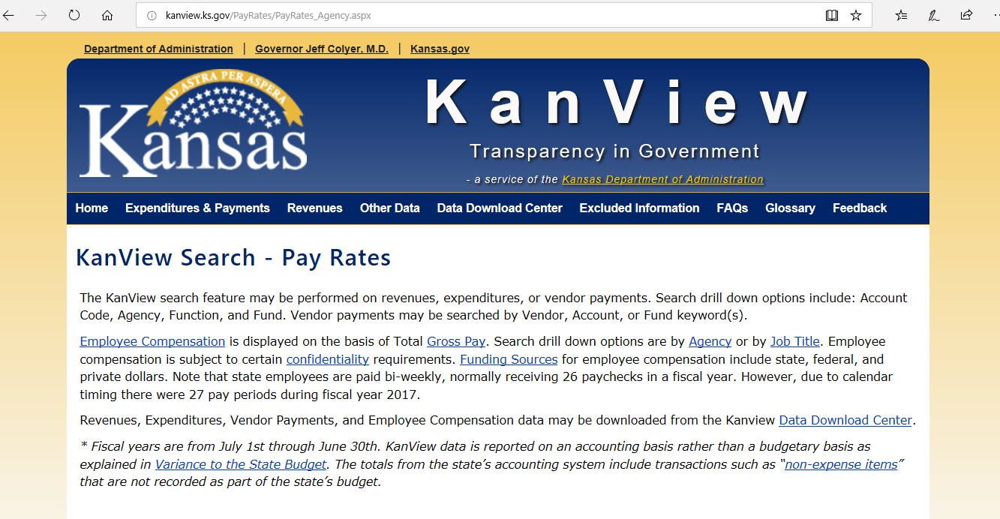 kanview.ks.gov/PayRates/PayRates_Agency.aspx
Department of Administration | Governor Jeff Colyer, M.D. | Kansas.gov
AD ASTRA PER ASPERA
Kansas
KanView
Transparency in Government
- a service of the Kansas Department of Administration
Home Expenditures & Payments Revenues Other Data Data Download Center Excluded Information FAQs Glossary Feedback
KanView Search - Pay Rates
The KanView search feature may be performed on revenues, expenditures, or vendor payments. Search drill down options include: Account
Code, Agency, Function, and Fund. Vendor payments may be searched by Vendor, Account, or Fund keyword(s).
Employee Compensation is displayed on the basis of Total Gross Pay. Search drill down options are by Agency or by Job Title. Employee
compensation is subject to certain confidentiality requirements. Funding Sources for employee compensation include state, federal, and
private dollars. Note that state employees are paid bi-weekly, normally receiving 26 paychecks in a fiscal year. However, due to calendar
timing there were 27 pay periods during fiscal year 2017.
Revenues, Expenditures, Vendor Payments, and Employee Compensation data may be downloaded from the Kanview Data Download Center.
* Fiscal years are from July 1st through June 30th. KanView data is reported on an accounting basis rather than a budgetary basis as
explained in Variance to the State Budget. The totals from the state’s accounting system include transactions such as “non-expense items”
that are not recorded as part of the state’s budget.